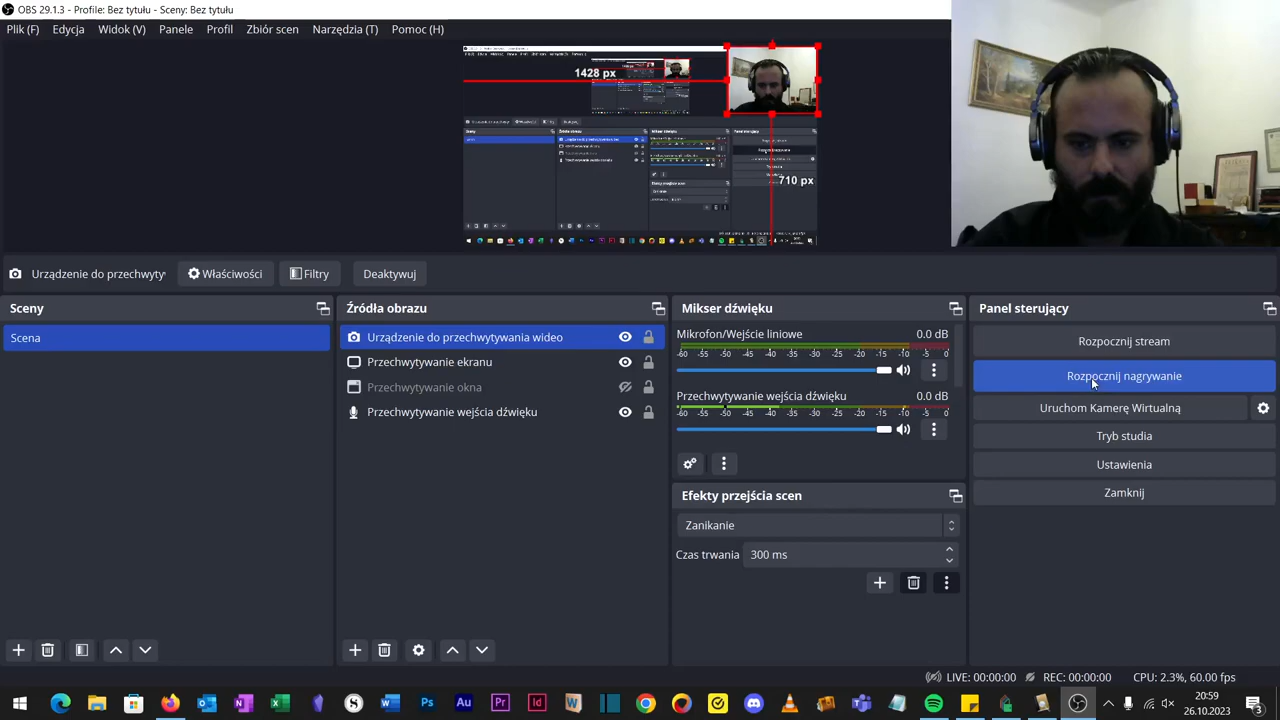 OBS 29.1.3 - Profile: Bez tytułu - Sceny: Bez tytułu
Plik (F) Edycja Widok (V) Panele Profil Zbiór scen Narzędzia (T) Pomoc (H)
1428 px
710 px
Urządzenie do przechwyty Właściwości Filtry Deaktywuj
Sceny
Scena
Źródła obrazu
Urządzenie do przechwytywania wideo
Przechwytywanie ekranu
Przechwytywanie okna
Przechwytywanie wejścia dźwięku
Mikser dźwięku
Mikrofon/Wejście liniowe 0.0 dB
-60 -55 -50 -45 -40 -35 -30 -25 -20 -15 -10 -5 0
Przechwytywanie wejścia dźwięku 0.0 dB
-60 -55 -50 -45 -40 -35 -30 -25 -20 -15 -10 -5 0
Efekty przejścia scen
Zanikanie
Czas trwania 300 ms
Panel sterujący
Rozpocznij stream
Rozpocznij nagrywanie
Uruchom Kamerę Wirtualną
Tryb studia
Ustawienia
Zamknij
LIVE: 00:00:00 REC: 00:00:00 CPU: 2.3%, 60.00 fps
20:59
26.10.2023
3